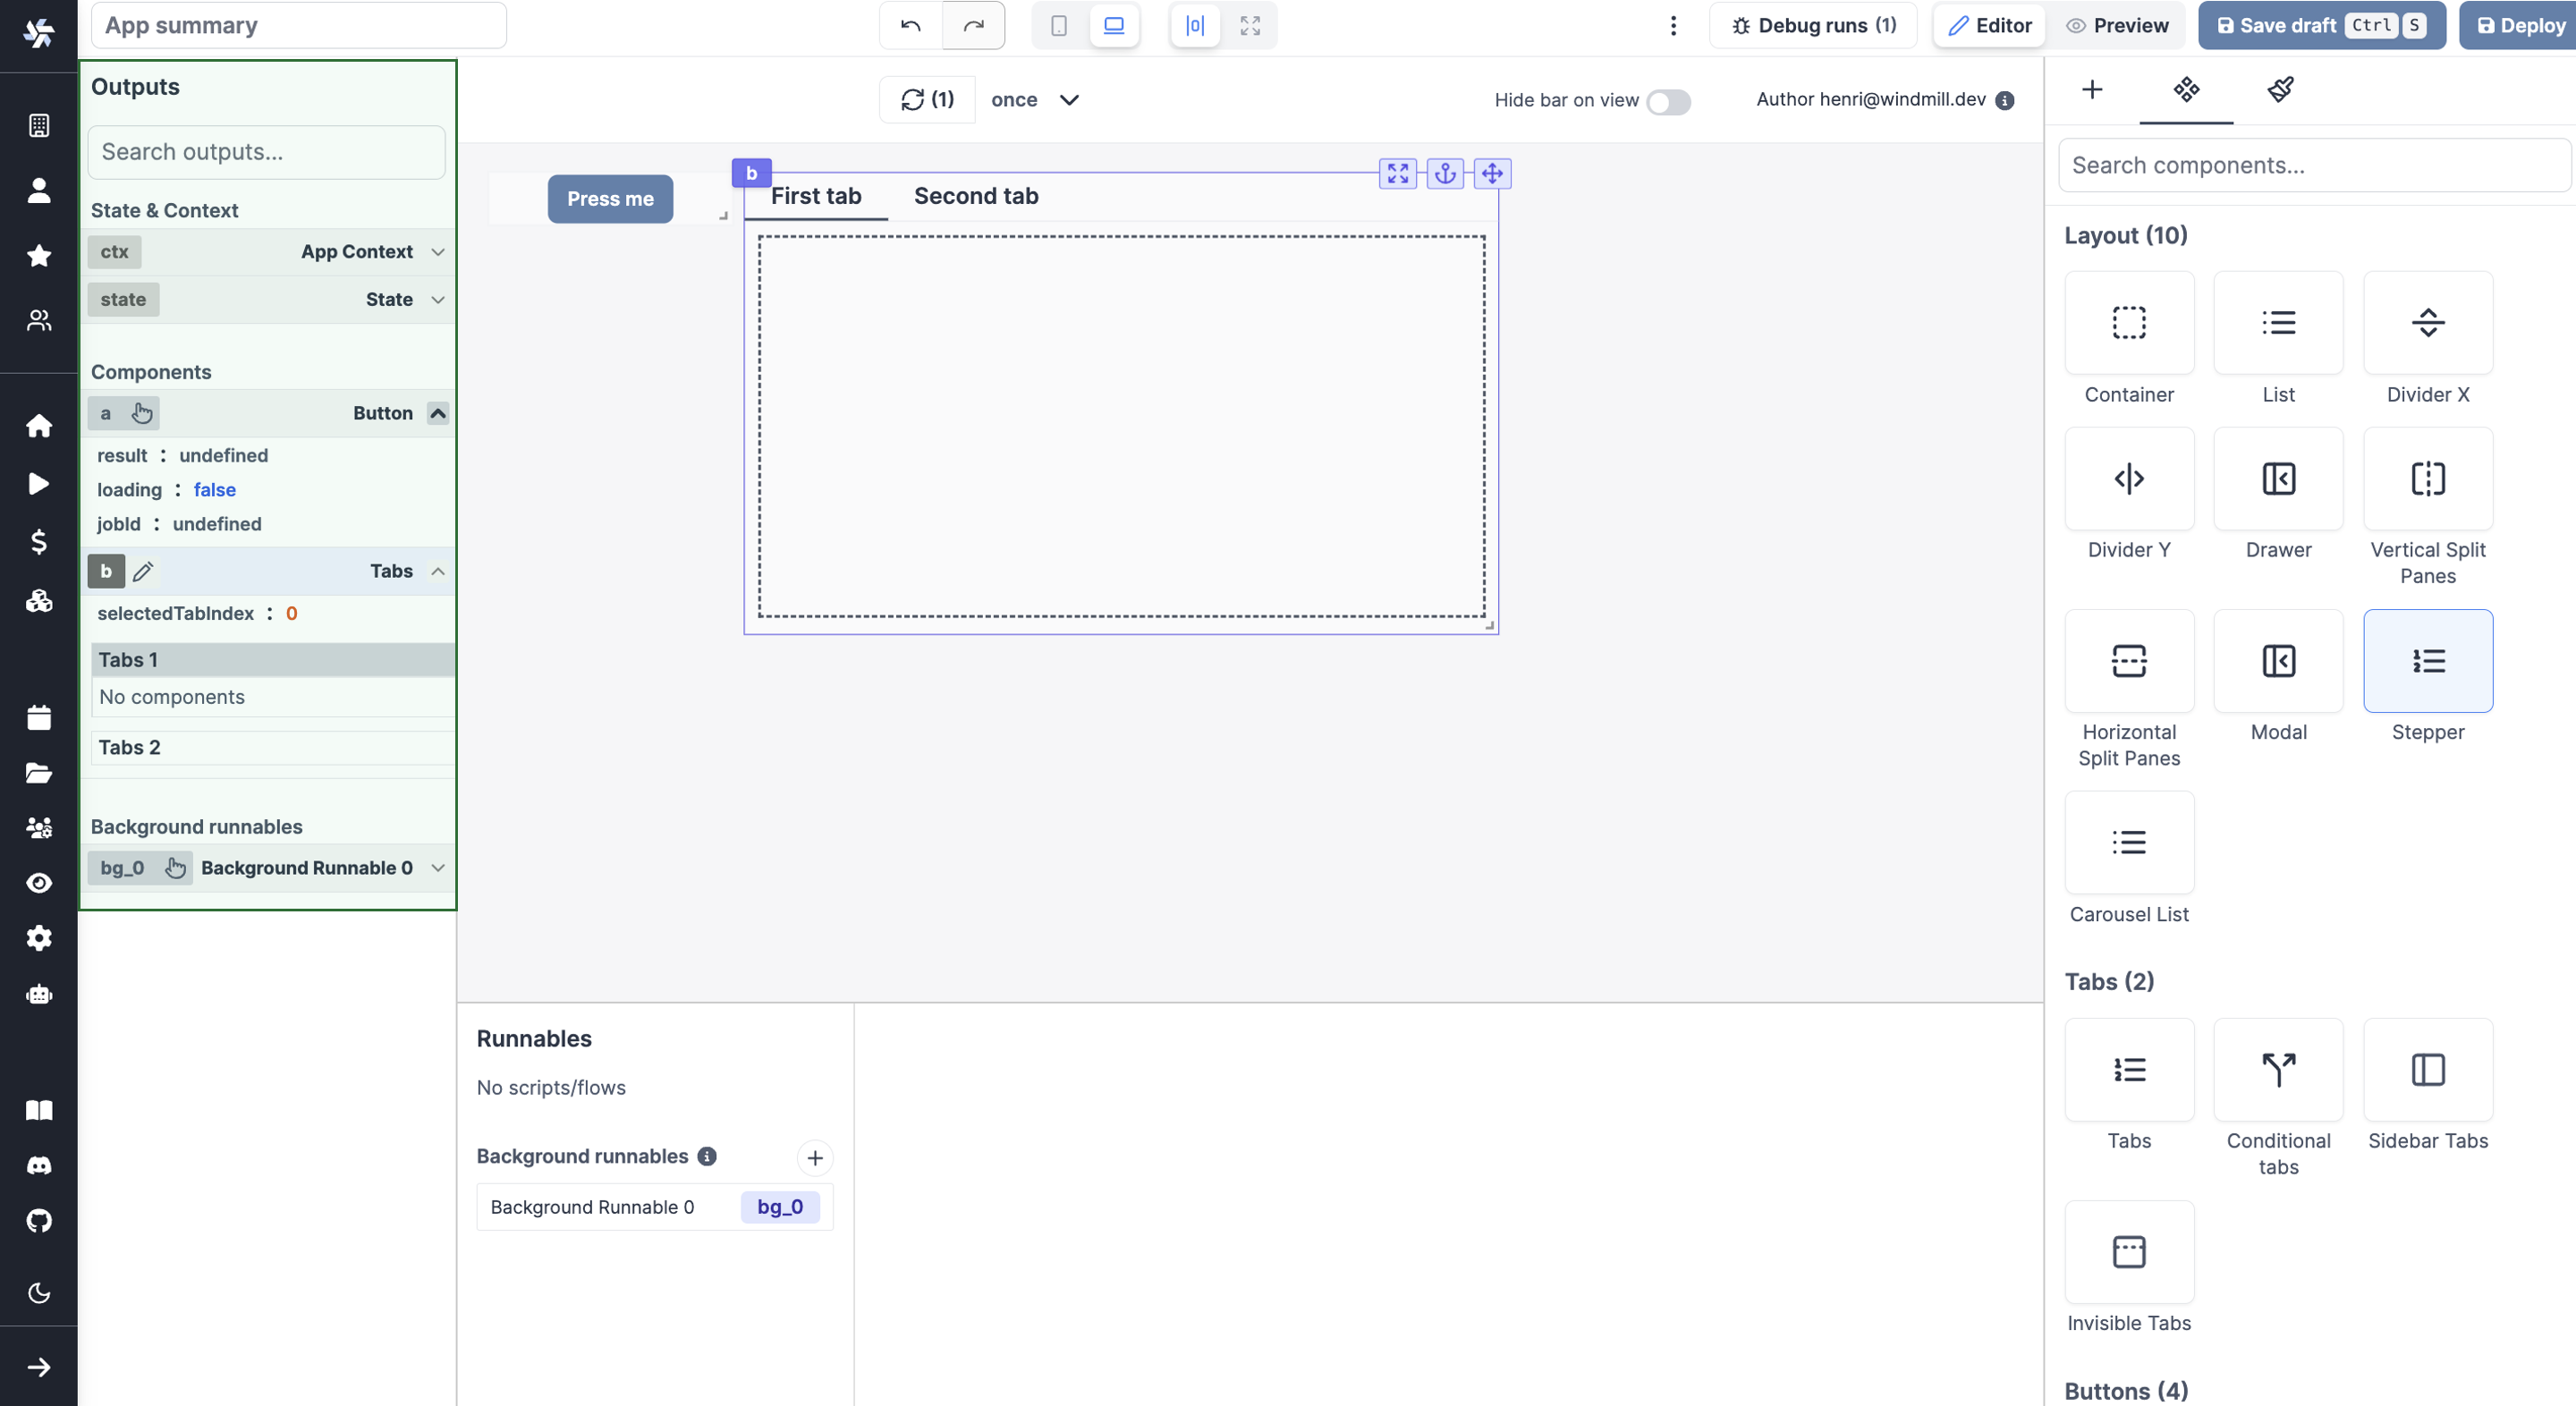 App summary
Debug runs (1)
Editor
Preview
Save draft Ctrl S
Deploy
Outputs
Search outputs...
State & Context
ctx App Context
state State
Components
a Button
result : undefined
loading : false
jobId : undefined
b Tabs
selectedTabIndex : 0
Tabs 1
No components
Tabs 2
Background runnables
bg_0 Background Runnable 0
(1) once
Hide bar on view
Author henri@windmill.dev
Press me
b
First tab Second tab
Runnables
No scripts/flows
Background runnables
Background Runnable 0 bg_0
Search components...
Layout (10)
Container List Divider X
Divider Y Drawer Vertical Split
Panes
Horizontal Modal Stepper
Split Panes
Carousel List
Tabs (2)
Tabs Conditional Sidebar Tabs
tabs
Invisible Tabs
Buttons (4)